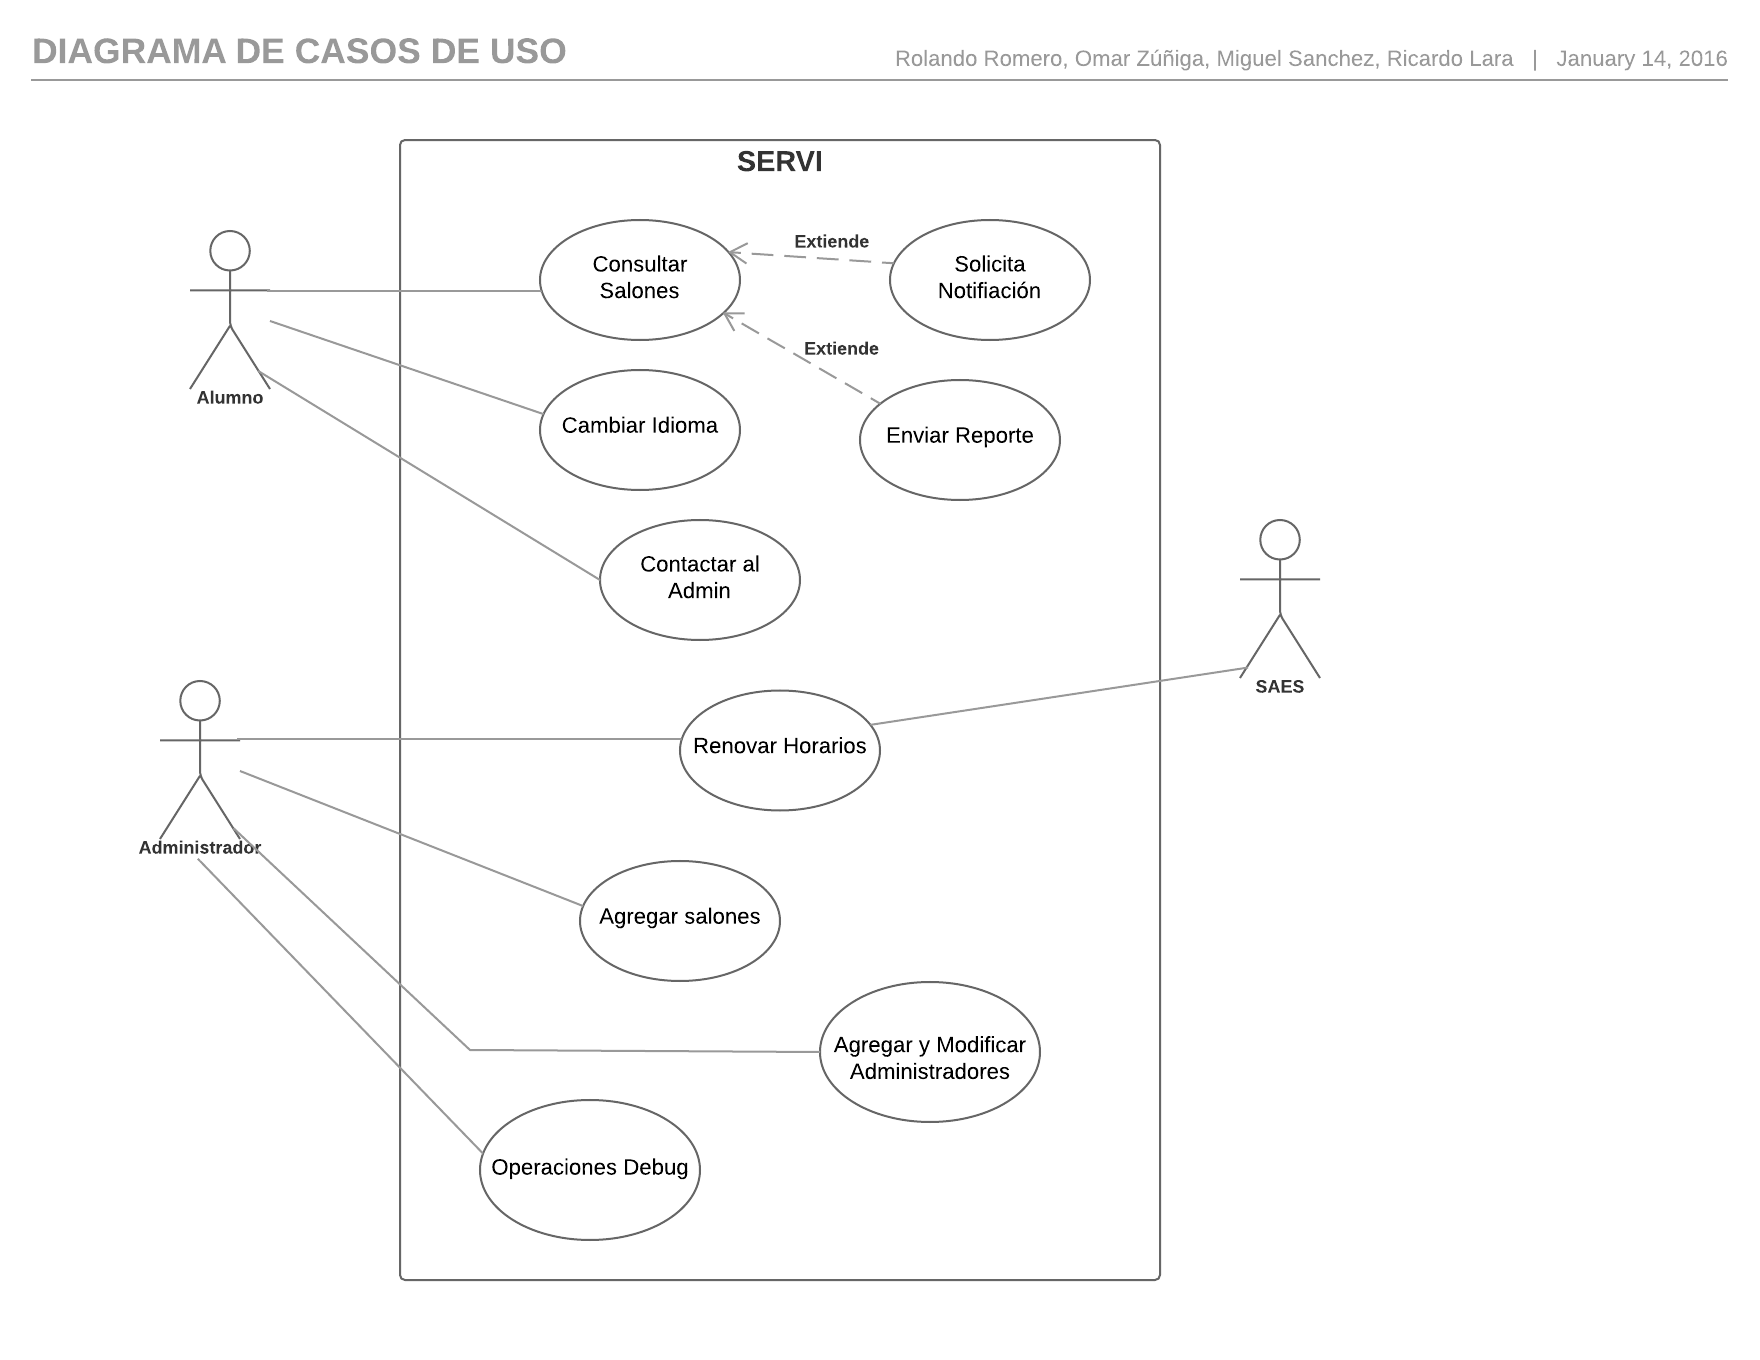 DIAGRAMA DE CASOS DE USO
Rolando Romero, Omar Zúñiga, Miguel Sanchez, Ricardo Lara | January 14, 2016
SERVI
Consultar
Salones
Extiende
Solicita
Notifiación
Extiende
Alumno
Cambiar Idioma
Enviar Reporte
Contactar al
Admin
SAES
Renovar Horarios
Administrador
Agregar salones
Agregar y Modificar
Administradores
Operaciones Debug